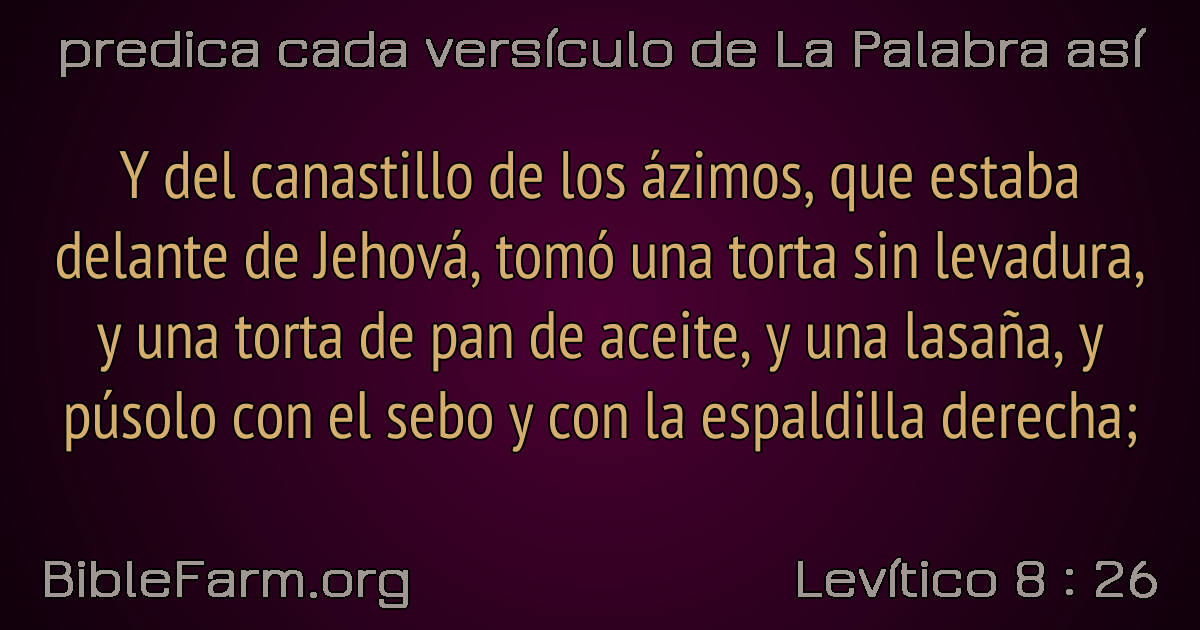 predica cada versículo de La Palabra así
Y del canastillo de los ázimos, que estaba
delante de Jehová, tomó una torta sin levadura,
y una torta de pan de aceite, y una lasaña, y
púsolo con el sebo y con la espaldilla derecha;
BibleFarm.org
Levítico 8 : 26